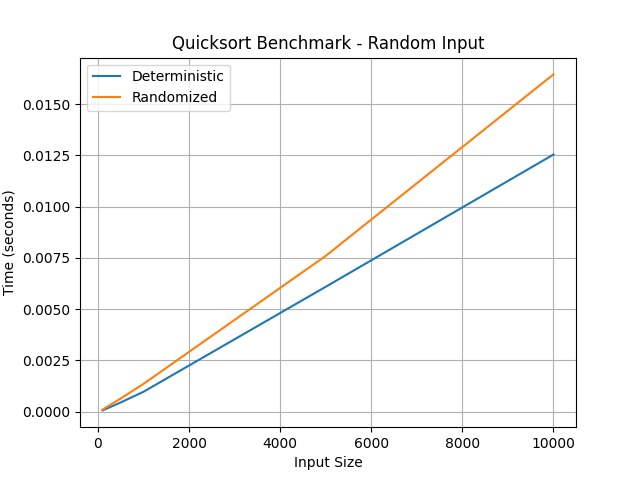 Quicksort Benchmark - Random Input
Deterministic
Randomized
Time (seconds)
0.0150
0.0125
0.0100
0.0075
0.0050
0.0025
0.0000
0 2000 4000 6000 8000 10000
Input Size